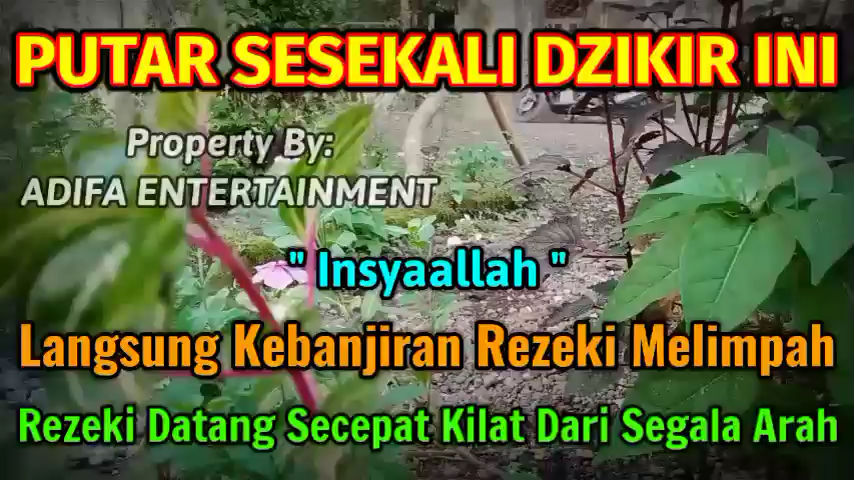 PUTAR SESEKALI DZIKIR INI
Property By:
ADIFA ENTERTAINMENT
" Insyaallah "
Langsung Kebanjiran Rezeki Melimpah
Rezeki Datang Secepat Kilat Dari Segala Arah